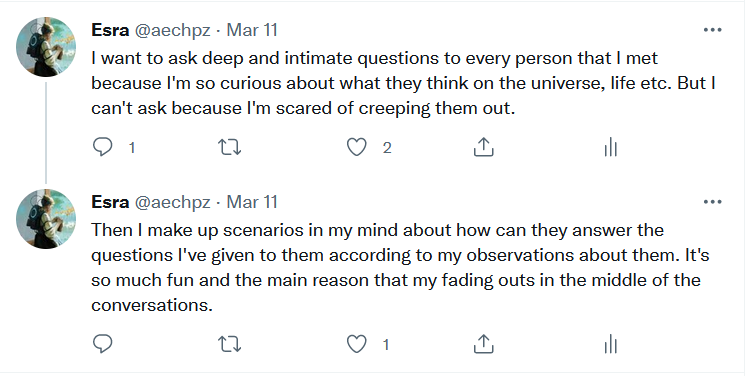 Esra @aechpz · Mar 11
I want to ask deep and intimate questions to every person that I met
because I'm so curious about what they think on the universe, life etc. But I
can't ask because I'm scared of creeping them out.
1 2
Esra @aechpz · Mar 11
Then I make up scenarios in my mind about how can they answer the
questions I've given to them according to my observations about them. It's
so much fun and the main reason that my fading outs in the middle of the
conversations.
1